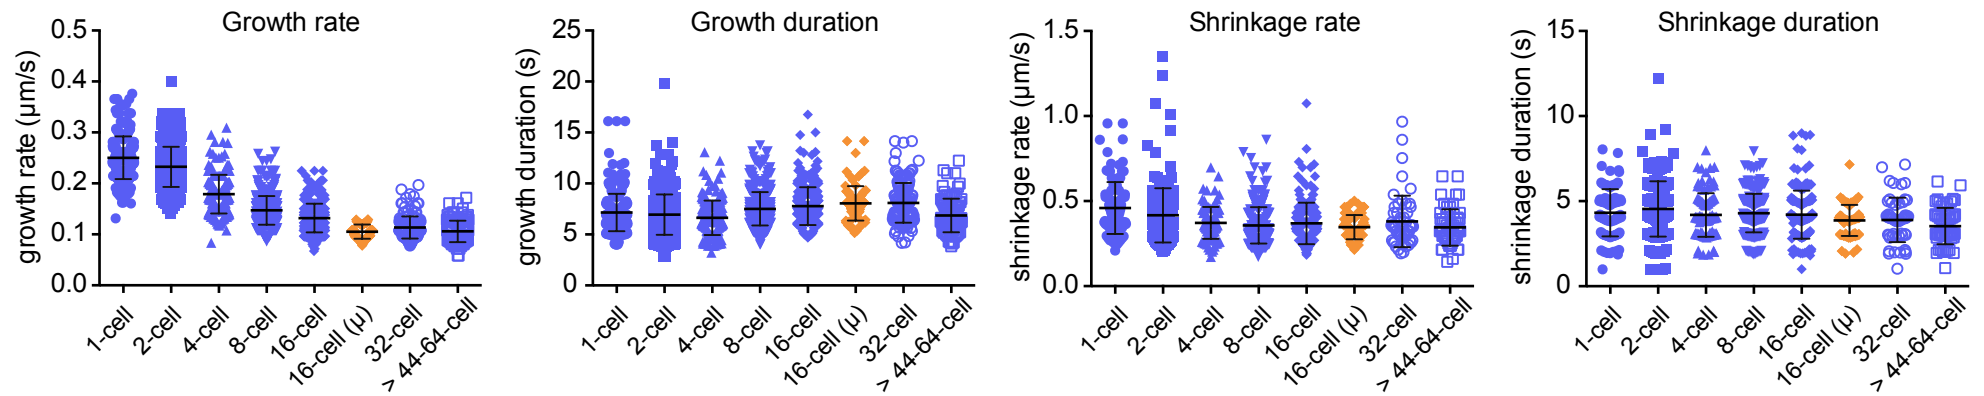 Growth rate
growth rate (µm/s)
0.5
0.4
0.3
0.2
0.1
0.0
1-cell
2-cell
4-cell
8-cell
16-cell
16-cell (µ)
32-cell
> 44-64-cell
Growth duration
growth duration (s)
25
20
15
10
5
0
1-cell
2-cell
4-cell
8-cell
16-cell
16-cell (µ)
32-cell
> 44-64-cell
Shrinkage rate
shrinkage rate (µm/s)
1.5
1.0
0.5
0.0
1-cell
2-cell
4-cell
8-cell
16-cell
16-cell (µ)
32-cell
> 44-64-cell
Shrinkage duration
shrinkage duration (s)
15
10
5
0
1-cell
2-cell
4-cell
8-cell
16-cell
16-cell (µ)
32-cell
> 44-64-cell